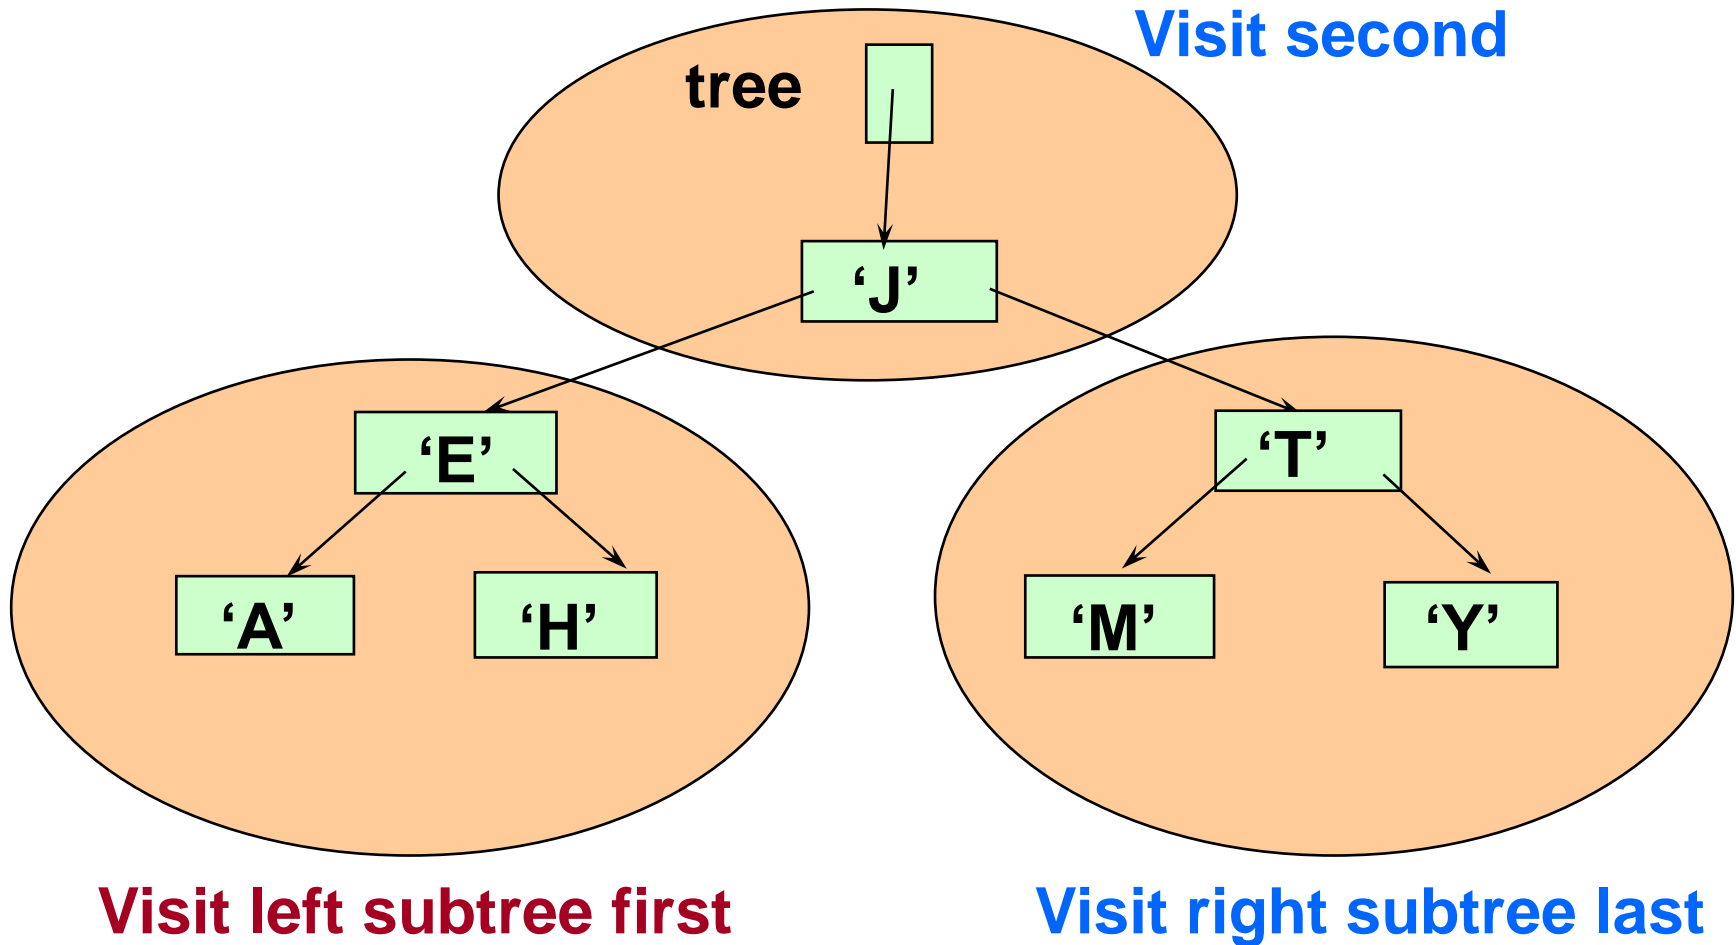 Visit second
tree
‘J’
‘E’
‘T’
‘A’
‘H’
‘M’
‘Y’
Visit left subtree first
Visit right subtree last